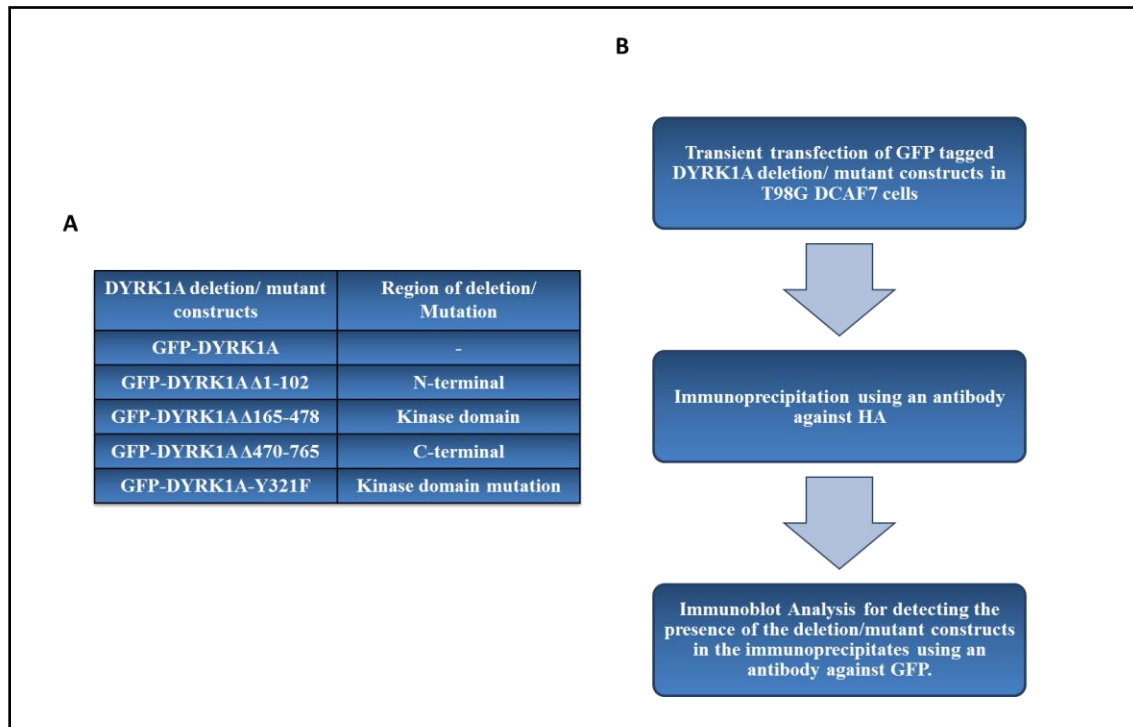 A
DYRK1A deletion/ mutant
constructs
Region of deletion/
Mutation
GFP-DYRK1A
-
GFP-DYRK1AΔ1-102
N-terminal
GFP-DYRK1AΔ165-478
Kinase domain
GFP-DYRK1AΔ470-765
C-terminal
GFP-DYRK1A-Y321F
Kinase domain mutation
B
Transient transfection of GFP tagged
DYRK1A deletion/ mutant constructs in
T98G DCAF7 cells
Immunoprecipitation using an antibody
against HA
Immunoblot Analysis for detecting the
presence of the deletion/mutant constructs
in the immunoprecipitates using an
antibody against GFP.